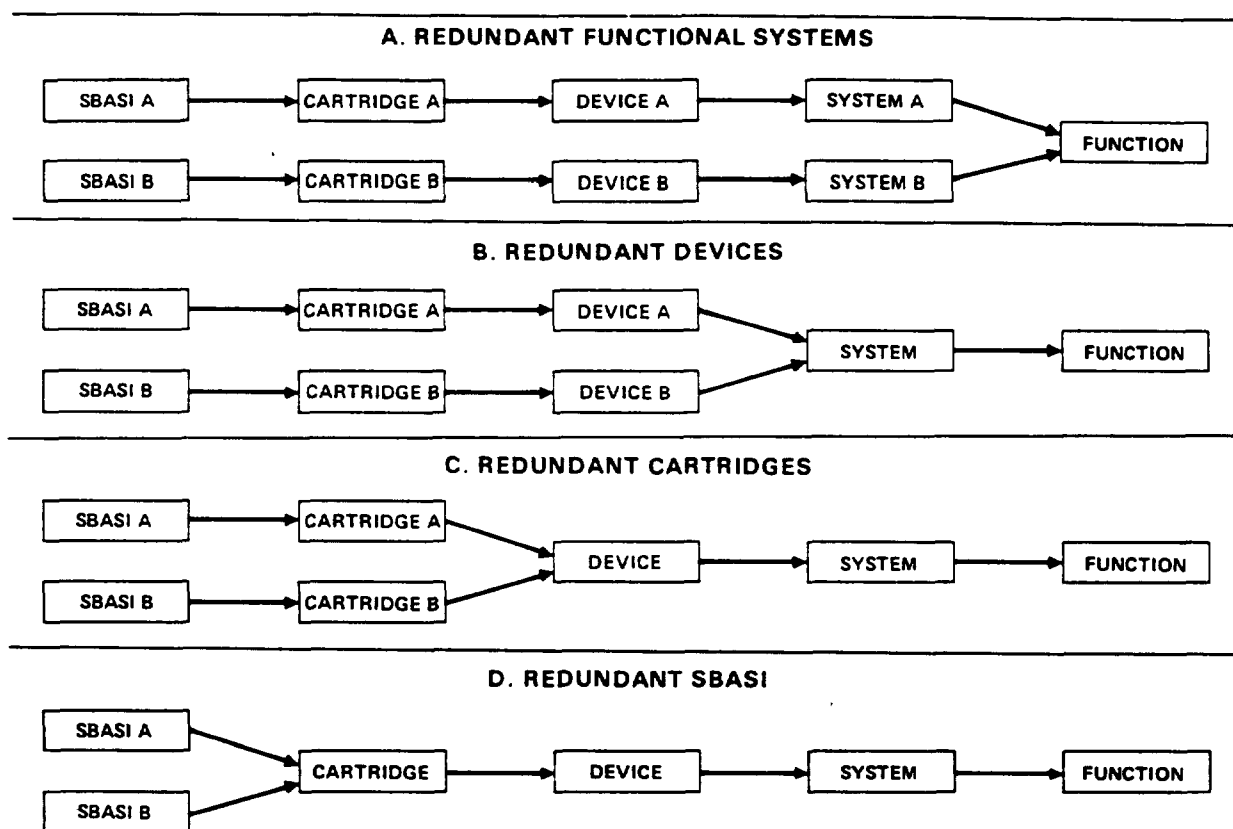 A. REDUNDANT FUNCTIONAL SYSTEMS
SBASI A
CARTRIDGE A
DEVICE A
SYSTEM A
FUNCTION
SBASI B
CARTRIDGE B
DEVICE B
SYSTEM B
B. REDUNDANT DEVICES
SBASI A
CARTRIDGE A
DEVICE A
SYSTEM
FUNCTION
SBASI B
CARTRIDGE B
DEVICE B
C. REDUNDANT CARTRIDGES
SBASI A
CARTRIDGE A
DEVICE
SYSTEM
FUNCTION
SBASI B
CARTRIDGE B
D. REDUNDANT SBASI
SBASI A
CARTRIDGE
DEVICE
SYSTEM
FUNCTION
SBASI B